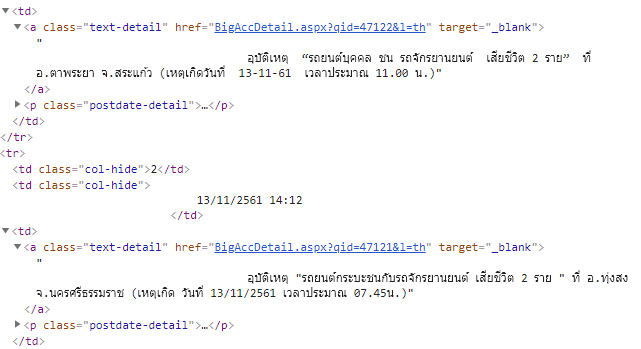 ▼<td>
▼<a class="text-detail" href="BigAccDetail.aspx?qid=47122&l=th" target="_blank">
"
อุบัติเหตุ “รถยนต์บุคคล ชน รถจักรยานยนต์ เสียชีวิต 2 ราย” ที่
อ.ตาพระยา จ.สระแก้ว (เหตุเกิดวันที่ 13-11-61 เวลาประมาณ 11.00 น.)"
</a>
▶<p class="postdate-detail">…</p>
</td>
</tr>
<tr>
<td class="col-hide">2</td>
<td class="col-hide">
13/11/2561 14:12
</td>
▼<td>
▼<a class="text-detail" href="BigAccDetail.aspx?qid=47121&l=th" target="_blank">
"
อุบัติเหตุ "รถยนต์กระบะชนกับรถจักรยานยนต์ เสียชีวิต 2 ราย " ที่ อ.ทุ่งสง
จ.นครศรีธรรมราช (เหตุเกิด วันที่ 13/11/2561 เวลาประมาณ 07.45น.)"
</a>
▶<p class="postdate-detail">…</p>
</td>